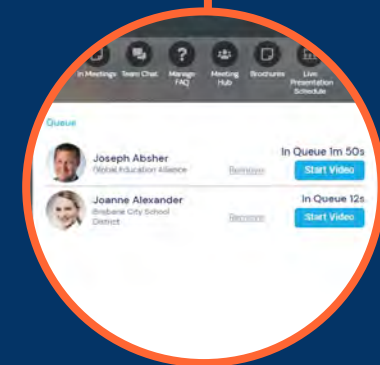 In Meetings Team Chat Manage FAQ Meeting Hub Brochures Live Presentation Schedule
Queue
Joseph Absher
Global Education Alliance
Remove
In Queue 1m 50s
Start Video
Joanne Alexander
Brisbane City School District
Remove
In Queue 12s
Start Video